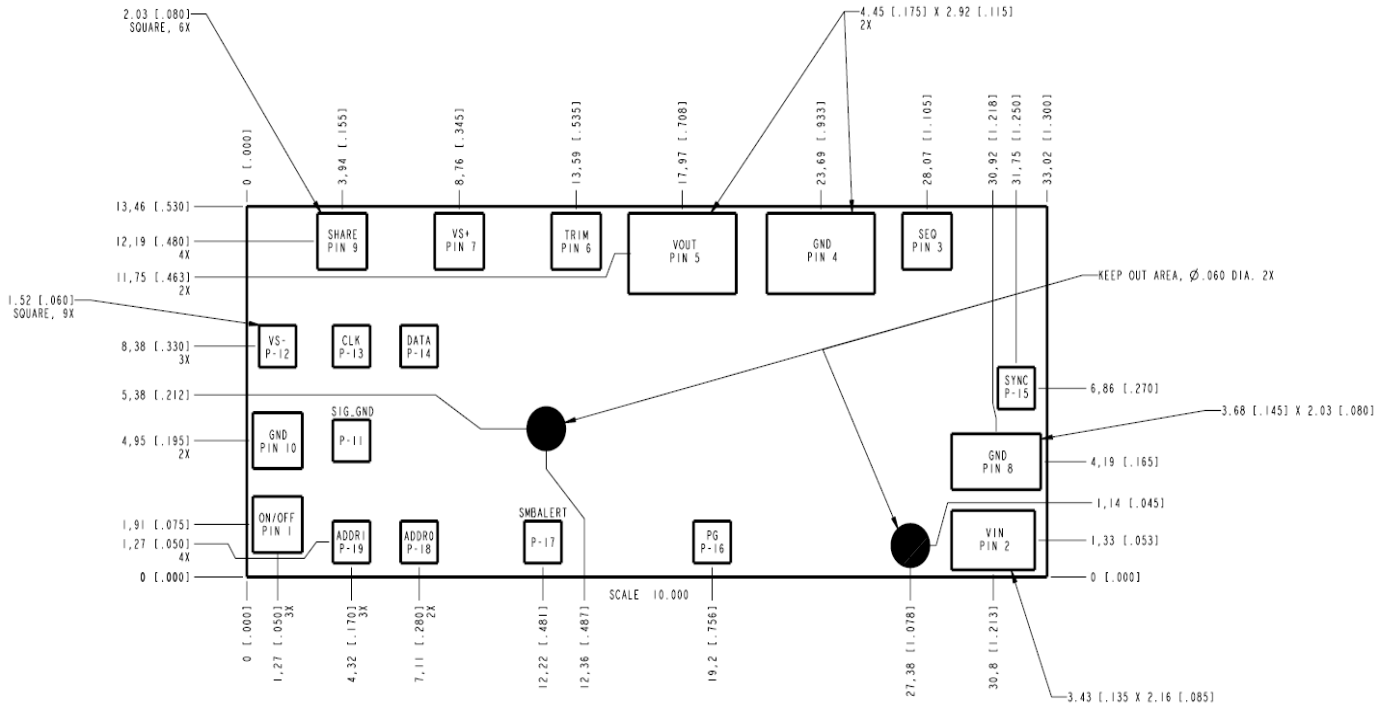 2.03 [.080]
SQUARE, 6X
4.45 [.175] X 2.92 [.115]
2X
0 [.000]
3,94 [.155]
8,76 [.345]
13,59 [.535]
17,97 [.708]
23,69 [.933]
28,07 [1.105]
30,92 [1.218]
31,75 [1.250]
33,02 [1.300]
13,46 [.530]
12,19 [.480]
4X
11,75 [.463]
2X
SHARE
PIN 9
VS+
PIN 7
TRIM
PIN 6
VOUT
PIN 5
GND
PIN 4
SEQ
PIN 3
KEEP OUT AREA, Ø.060 DIA. 2X
1.52 [.060]
SQUARE, 9X
8,38 [.330]
3X
VS-
P-12
CLK
P-13
DATA
P-14
5,38 [.212]
SYNC
P-15
6,86 [.270]
3.68 [.145] X 2.03 [.080]
4,95 [.195]
2X
GND
PIN 10
SIG_GND
P-11
GND
PIN 8
4,19 [.165]
1,14 [.045]
1,91 [.075]
1,27 [.050]
4X
ON/OFF
PIN 1
ADDR1
P-19
ADDR0
P-18
SMBALERT
P-17
PG
P-16
VIN
PIN 2
1,33 [.053]
0 [.000]
0 [.000]
SCALE 10.000
0 [.000]
1,27 [.050]
3X
4,32 [.170]
3X
7,11 [.280]
2X
12,22 [.481]
12,36 [.487]
19,2 [.756]
27,38 [1.078]
30,8 [1.213]
3.43 [.135 X 2.16 [.085]